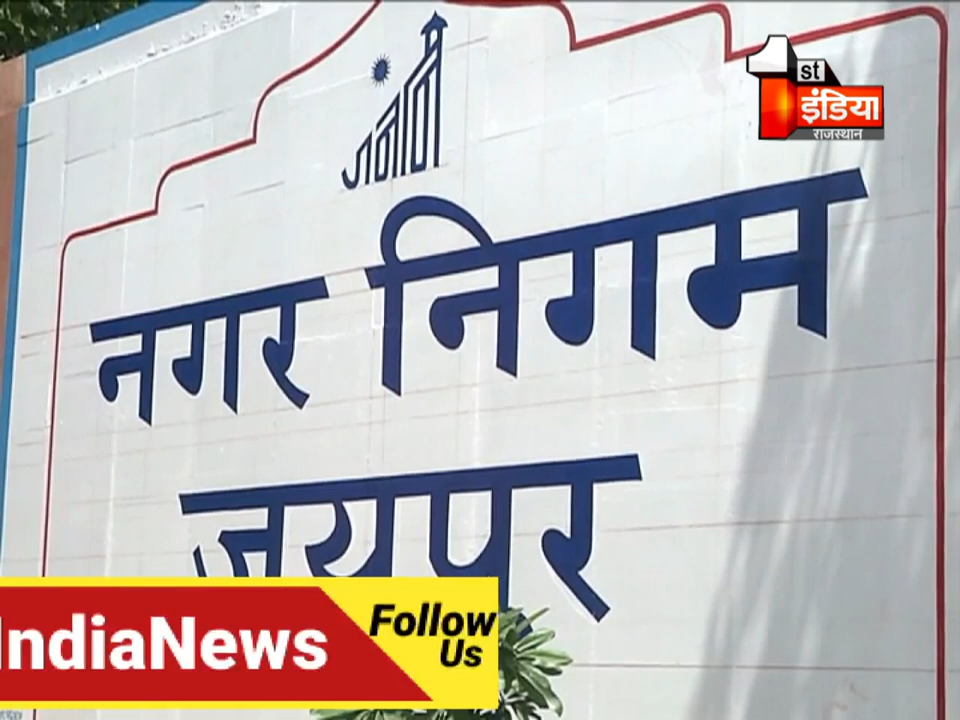 1st
इंडिया
राजस्थान
नगर निगम
जयपुर
IndiaNews
Follow
Us